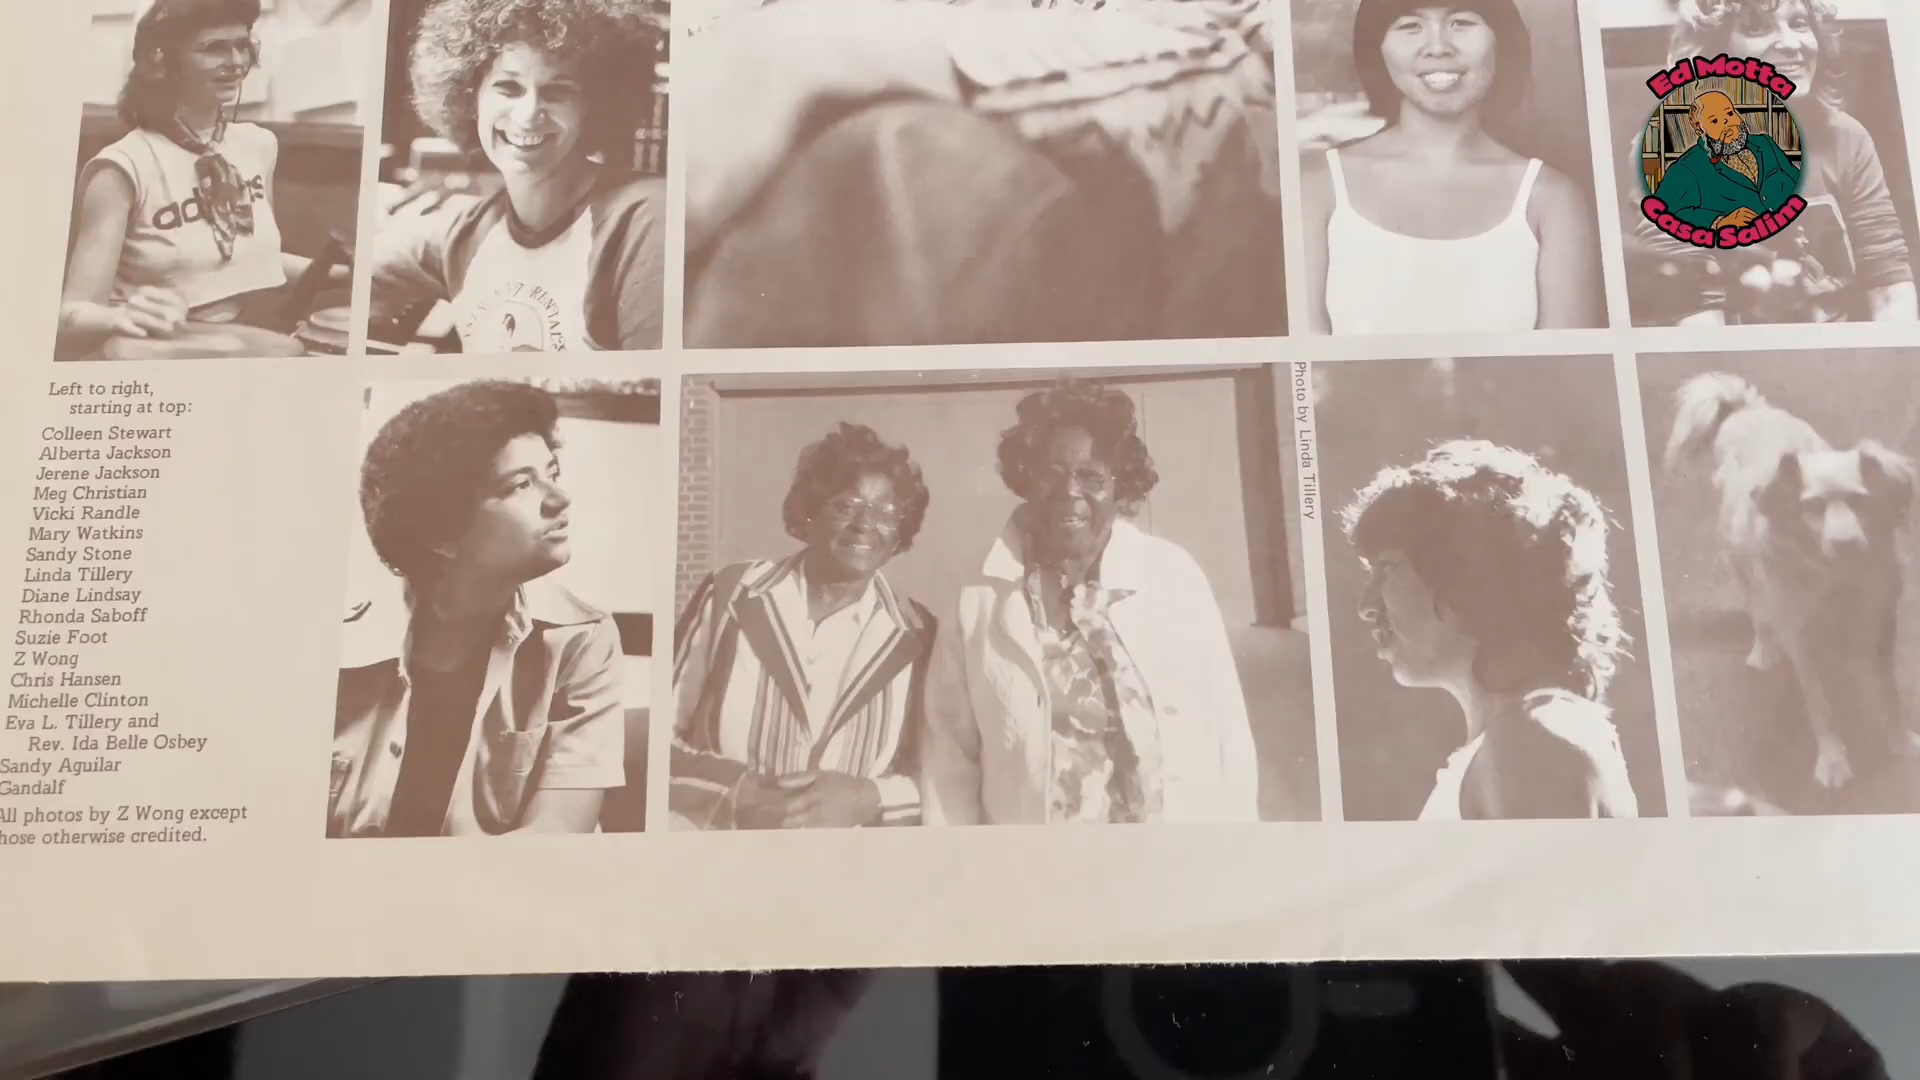 Ed Motta
Casa Salim
adidas
RENTALS
Left to right,
starting at top:
Colleen Stewart
Alberta Jackson
Jerene Jackson
Meg Christian
Vicki Randle
Mary Watkins
Sandy Stone
Linda Tillery
Diane Lindsay
Rhonda Saboff
Suzie Foot
Z Wong
Chris Hansen
Michelle Clinton
Eva L. Tillery and
Rev. Ida Belle Osbey
Sandy Aguilar
Gandalf
All photos by Z Wong except
hose otherwise credited.
Photo by Linda Tillery